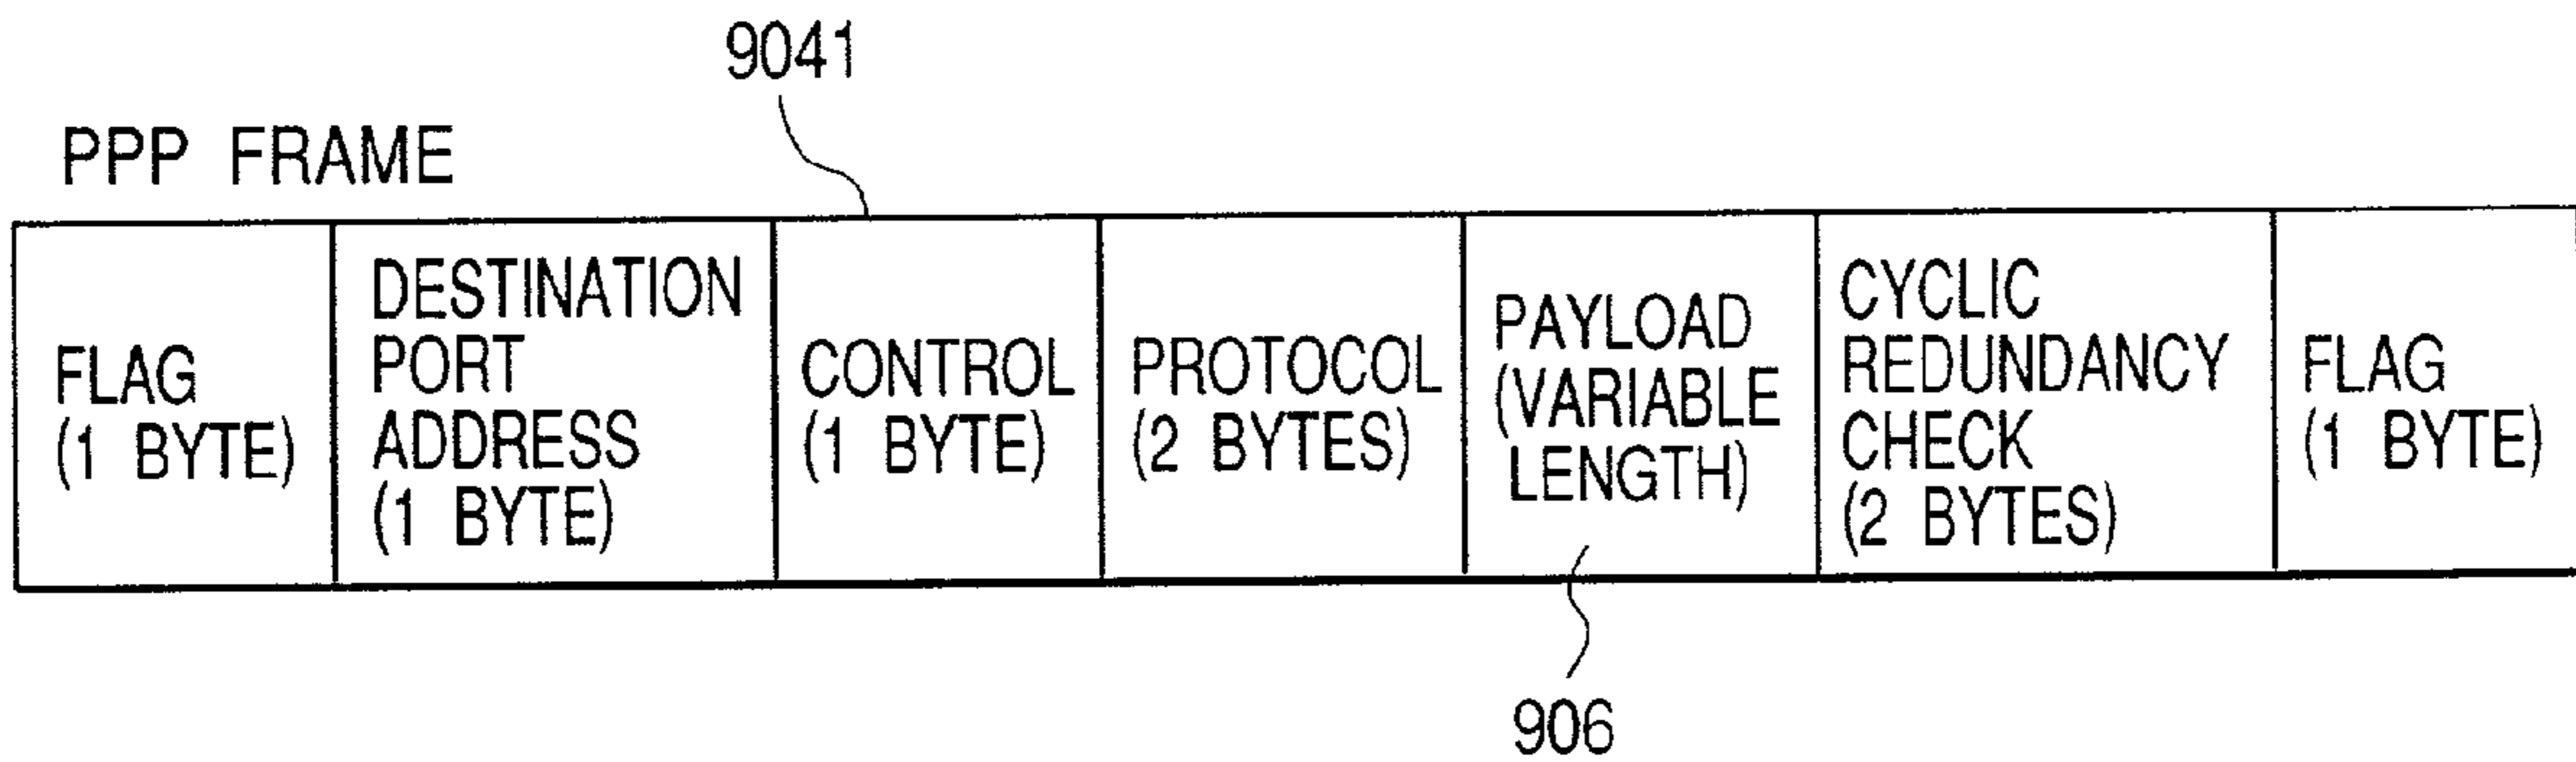 9041
PPP FRAME
FLAG
(1 BYTE)
DESTINATION
PORT
ADDRESS
(1 BYTE)
CONTROL
(1 BYTE)
PROTOCOL
(2 BYTES)
PAYLOAD
(VARIABLE
LENGTH)
CYCLIC
REDUNDANCY
CHECK
(2 BYTES)
FLAG
(1 BYTE)
906